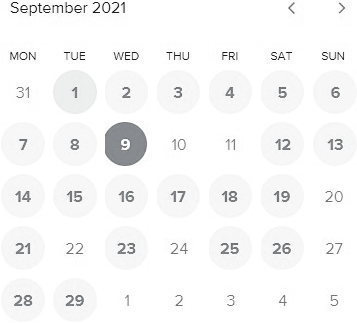 September 2021
MON TUE WED THU FRI SAT SUN
31 1 2 3 4 5 6
7 8 9 10 11 12 13
14 15 16 17 18 19 20
21 22 23 24 25 26 27
28 29 1 2 3 4 5